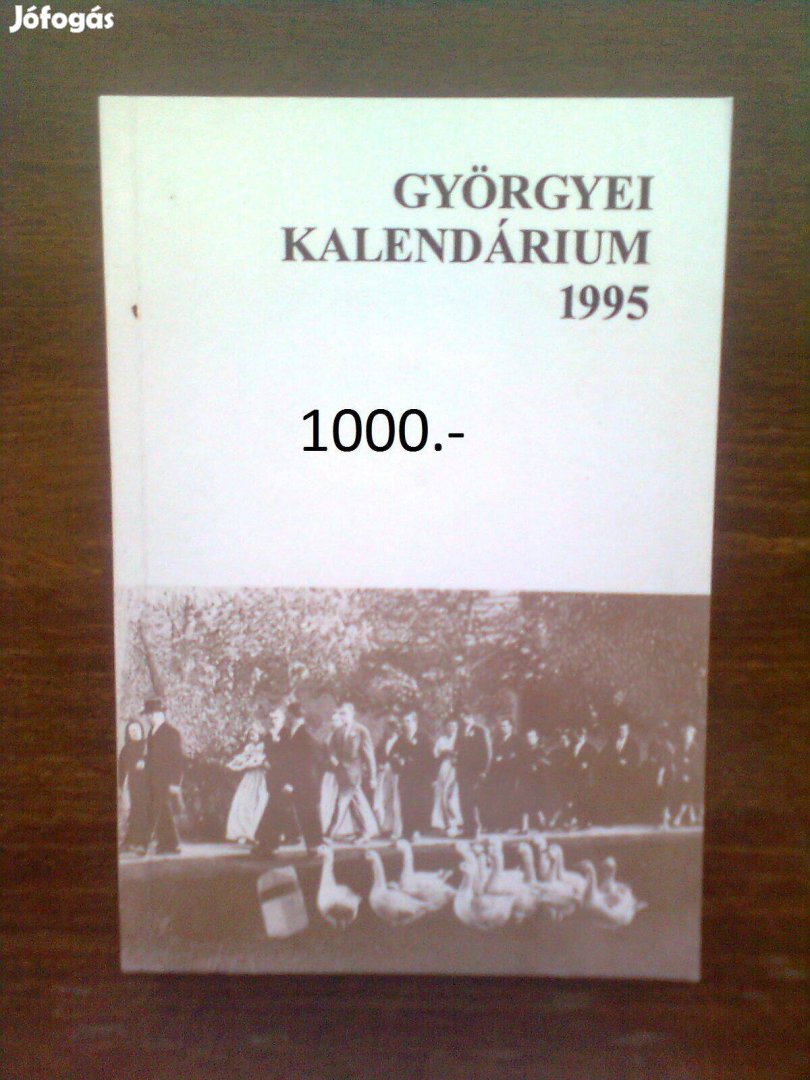 Jófogás
GYÖRGYEI
KALENDÁRIUM
1995
1000.-